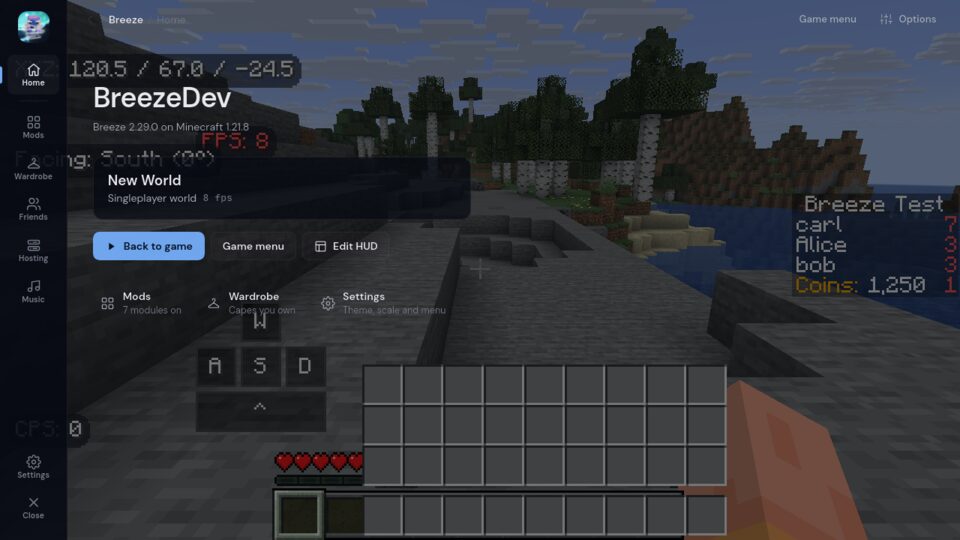 Breeze / Home
Game menu
Options
XYZ: 120.5 / 67.0 / -24.5
Home
BreezeDev
Breeze 2.29.0 on Minecraft 1.21.8
FPS: 8
Mods
Facing: South (0°)
Wardrobe
New World
Singleplayer world 8 fps
Friends
Breeze Test
carl 7
Alice 3
bob 3
Coins: 1,250 1
Back to game
Game menu
Edit HUD
Hosting
Music
Mods
7 modules on
Wardrobe
Capes you own
Settings
Theme, scale and menu
W
A S D
^
CPS: 0
Settings
Close